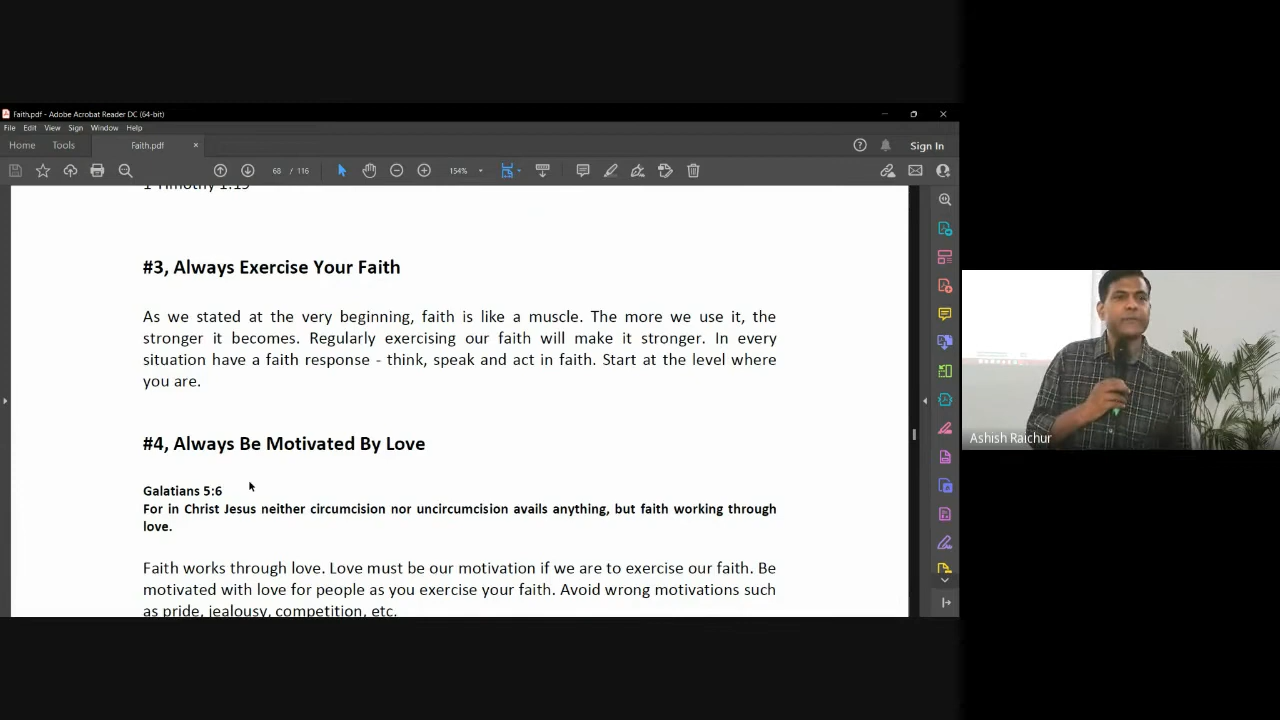 Faith.pdf - Adobe Acrobat Reader DC (64-bit)
File Edit View Sign Window Help
Home Tools Faith.pdf × Sign In
68 / 116 154%
1 Timothy 1:19
#3, Always Exercise Your Faith
As we stated at the very beginning, faith is like a muscle. The more we use it, the
stronger it becomes. Regularly exercising our faith will make it stronger. In every
situation have a faith response - think, speak and act in faith. Start at the level where
you are.
#4, Always Be Motivated By Love
Galatians 5:6
For in Christ Jesus neither circumcision nor uncircumcision avails anything, but faith working through
love.
Faith works through love. Love must be our motivation if we are to exercise our faith. Be
motivated with love for people as you exercise your faith. Avoid wrong motivations such
as pride, jealousy, competition, etc.
Ashish Raichur